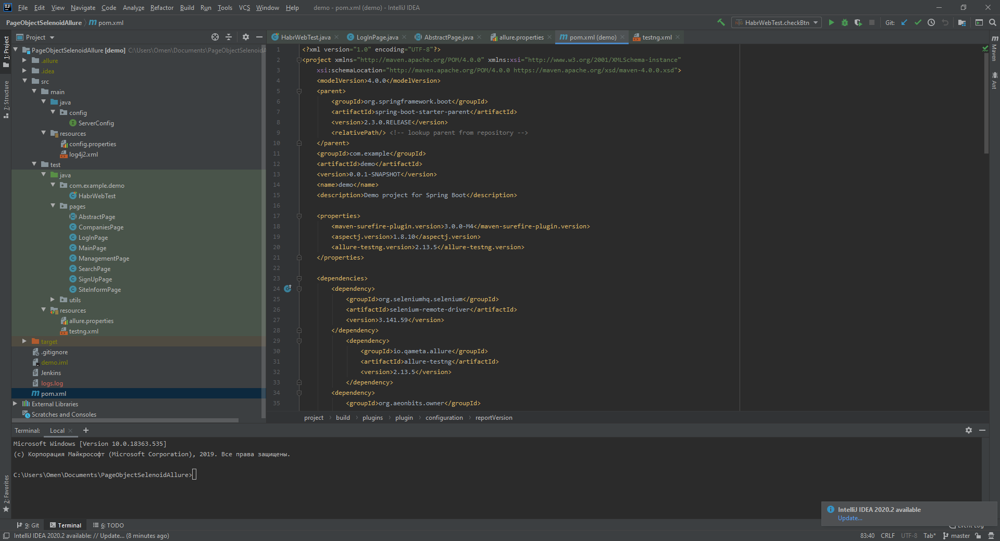 File Edit View Navigate Code Analyze Refactor Build Run Tools VCS Window Help demo - pom.xml (demo) - IntelliJ IDEA
PageObjectSelenoidAllure pom.xml
HabrWebTest.checkBtn Git:
Project
HabrWebTest.java LogInPage.java AbstractPage.java allure.properties pom.xml (demo) testng.xml
1: Project
7: Structure
2: Favorites
PageObjectSelenoidAllure [demo] C:\Users\Omen\Documents\PageObjectSelenoidA
.allure
.idea
src
main
java
config
ServerConfig
resources
config.properties
log4j2.xml
test
java
com.example.demo
HabrWebTest
pages
AbstractPage
CompaniesPage
LogInPage
MainPage
ManagementPage
SearchPage
SignUpPage
SiteInformPage
utils
resources
allure.properties
testng.xml
target
.gitignore
demo.iml
Jenkins
logs.log
pom.xml
External Libraries
Scratches and Consoles
1 <?xml version="1.0" encoding="UTF-8"?>
2 <project xmlns="http://maven.apache.org/POM/4.0.0" xmlns:xsi="http://www.w3.org/2001/XMLSchema-instance"
3 xsi:schemaLocation="http://maven.apache.org/POM/4.0.0 https://maven.apache.org/xsd/maven-4.0.0.xsd">
4 <modelVersion>4.0.0</modelVersion>
5 <parent>
6 <groupId>org.springframework.boot</groupId>
7 <artifactId>spring-boot-starter-parent</artifactId>
8 <version>2.3.0.RELEASE</version>
9 <relativePath/> <!-- lookup parent from repository -->
10 </parent>
11 <groupId>com.example</groupId>
12 <artifactId>demo</artifactId>
13 <version>0.0.1-SNAPSHOT</version>
14 <name>demo</name>
15 <description>Demo project for Spring Boot</description>
16
17 <properties>
18 <maven-surefire-plugin.version>3.0.0-M4</maven-surefire-plugin.version>
19 <aspectj.version>1.8.10</aspectj.version>
20 <allure-testng.version>2.13.5</allure-testng.version>
21 </properties>
22
23 <dependencies>
24 <dependency>
25 <groupId>org.seleniumhq.selenium</groupId>
26 <artifactId>selenium-remote-driver</artifactId>
27 <version>3.141.59</version>
28 </dependency>
29 <dependency>
30 <groupId>io.qameta.allure</groupId>
31 <artifactId>allure-testng</artifactId>
32 <version>2.13.5</version>
33 </dependency>
34 <dependency>
35 <groupId>org.aeonbits.owner</groupId>
project build plugins plugin configuration reportVersion
Maven
Ant
Terminal: Local
Microsoft Windows [Version 10.0.18363.535]
(c) Корпорация Майкрософт (Microsoft Corporation), 2019. Все права защищены.
C:\Users\Omen\Documents\PageObjectSelenoidAllure>
IntelliJ IDEA 2020.2 available
Update...
9: Git Terminal 6: TODO Event Log
IntelliJ IDEA 2020.2 available: // Update... (8 minutes ago) 83:40 CRLF UTF-8 Tab* master